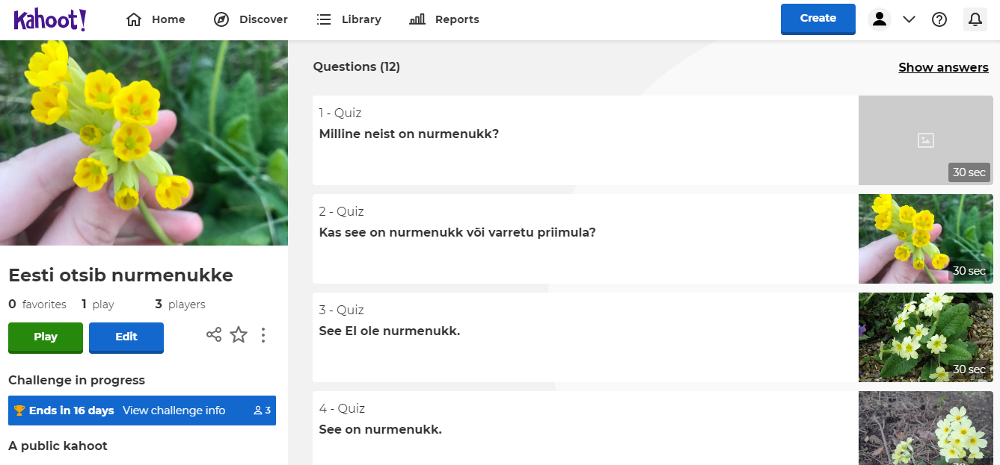 Kahoot!
Home
Discover
Library
Reports
Create
Eesti otsib nurmenukke
0 favorites 1 play 3 players
Play
Edit
Challenge in progress
Ends in 16 days View challenge info 3
A public kahoot
Questions (12)
Show answers
1 - Quiz
Milline neist on nurmenukk?
30 sec
2 - Quiz
Kas see on nurmenukk või varretu priimula?
30 sec
3 - Quiz
See EI ole nurmenukk.
30 sec
4 - Quiz
See on nurmenukk.